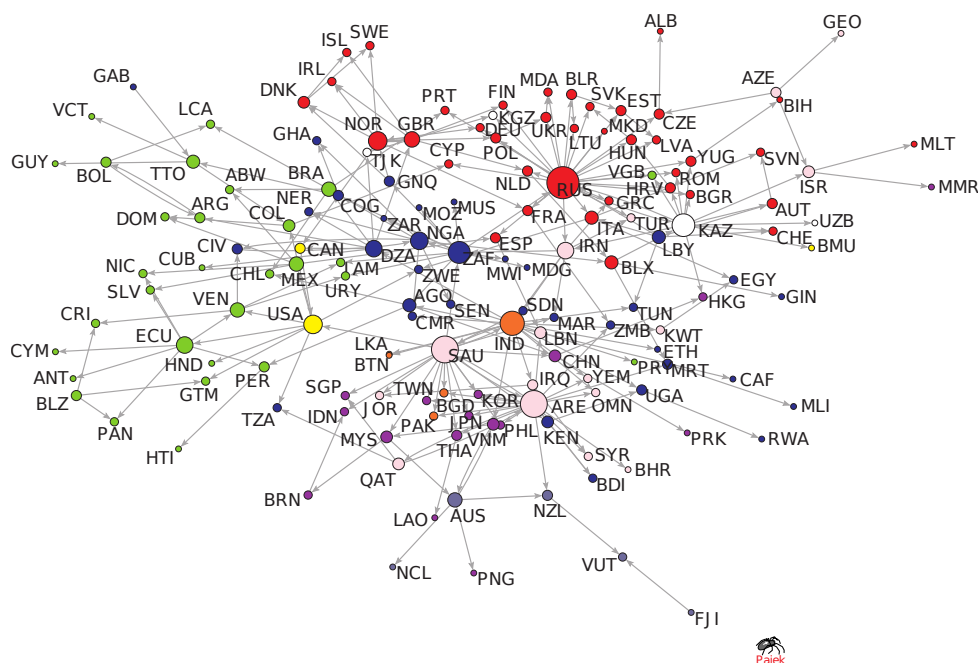 GEO
ALB
SWE
ISL
IRL
AZE
GAB
MDA
BLR
FIN
SVK
DNK
VCT
LCA
PRT
KGZ
EST
BIH
NOR
GBR
DEU
UKR
LTU
MKD
CZE
GHA
MLT
HUN
LVA
TJK
CYP
POL
YUG
SVN
GUY
BOL
TTO
ABW
BRA
GNQ
NLD
RUS
VGB
ROM
ISR
HRV
BGR
MMR
NER
COG
MOZ
MUS
GRC
DOM
ARG
COL
ZAR
FRA
TUR
AUT
UZB
NGA
ITA
KAZ
CIV
CAN
DZA
ESP
IRN
LBY
CHE
BMU
ZAF
CUB
NIC
CHL
JAM
ZWE
MWI
MDG
BLX
MEX
URY
EGY
SLV
VEN
AGO
SEN
SDN
TUN
HKG
GIN
CRI
USA
CMR
MAR
ZMB
KWT
ECU
IND
LBN
CYM
LKA
SAU
ETH
HND
BTN
CHN
PRY
MRT
ANT
PER
IRQ
YEM
CAF
GTM
SGP
TWN
KOR
UGA
BLZ
JOR
BGD
ARE
OMN
MLI
IDN
TZA
PAK
JPN
PHL
KEN
PAN
MYS
VNM
PRK
RWA
THA
HTI
SYR
QAT
BHR
BDI
BRN
LAO
AUS
NZL
NCL
PNG
VUT
FJI
Pajek